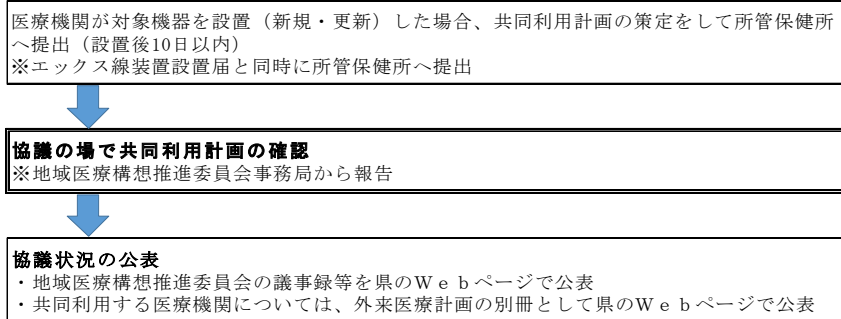 医療機関が対象機器を設置（新規・更新）した場合、共同利用計画の策定をして所管保健所
へ提出（設置後10日以内）
※エックス線装置設置届と同時に所管保健所へ提出
協議の場で共同利用計画の確認
※地域医療構想推進委員会事務局から報告
協議状況の公表
・地域医療構想推進委員会の議事録等を県のＷｅｂページで公表
・共同利用する医療機関については、外来医療計画の別冊として県のＷｅｂページで公表